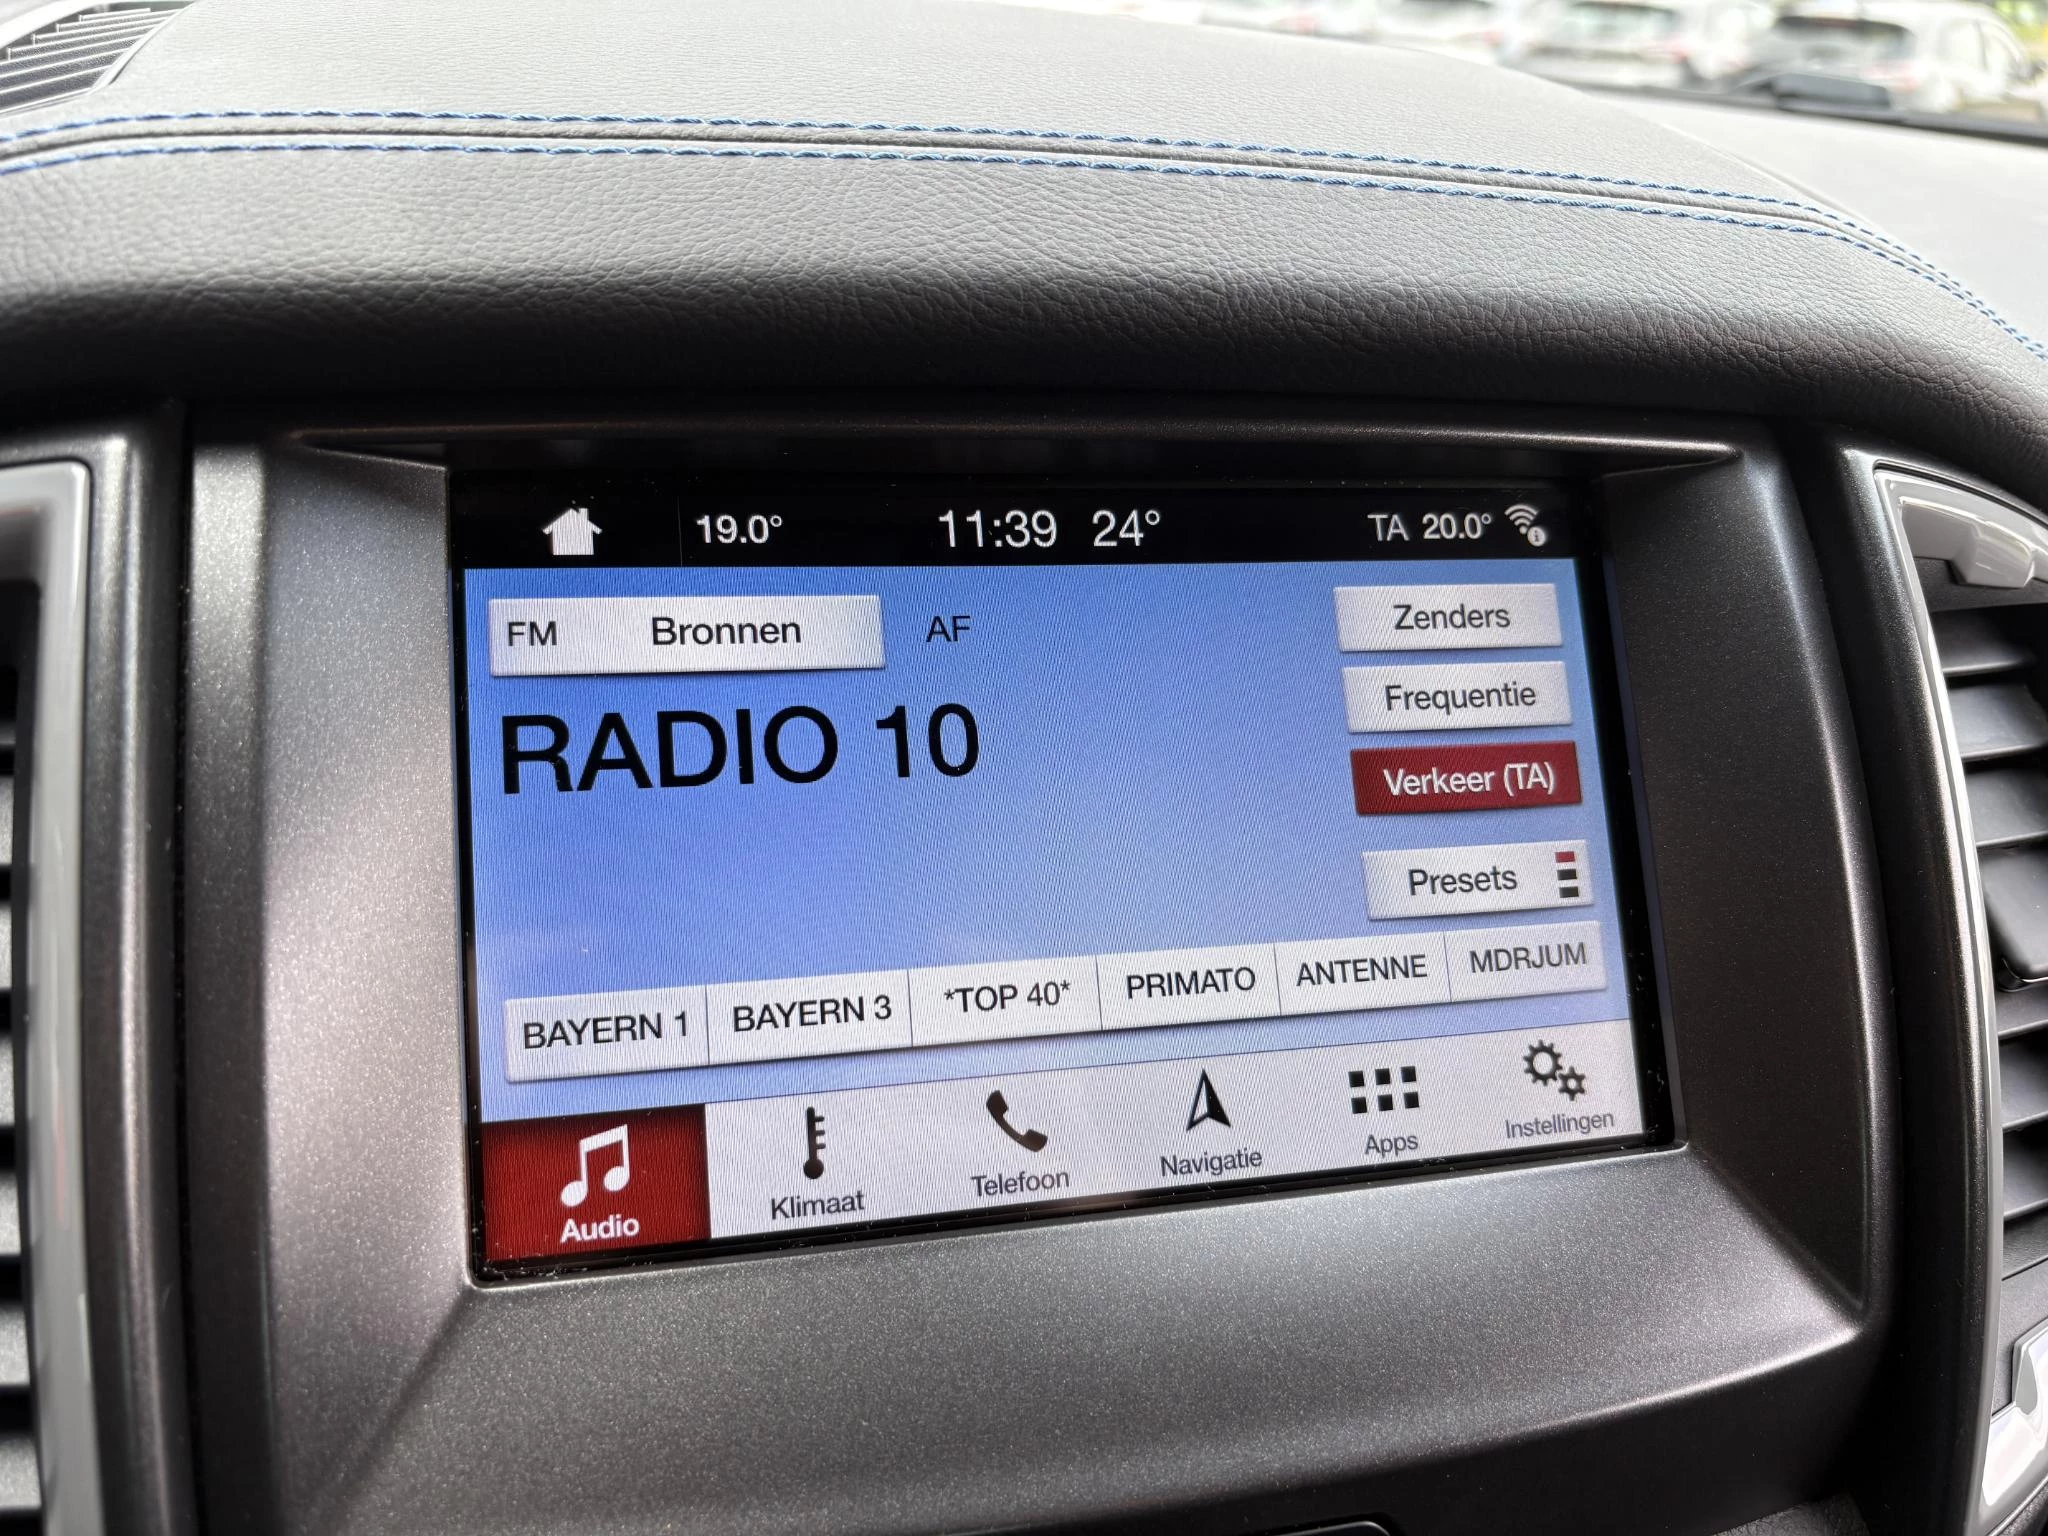 19.0° 11:39 24° TA 20.0°
FM Bronnen AF Zenders
Frequentie
RADIO 10
Verkeer (TA)
Presets
BAYERN 1 BAYERN 3 *TOP 40* PRIMATO ANTENNE MDRJUM
Audio Klimaat Telefoon Navigatie Apps Instellingen